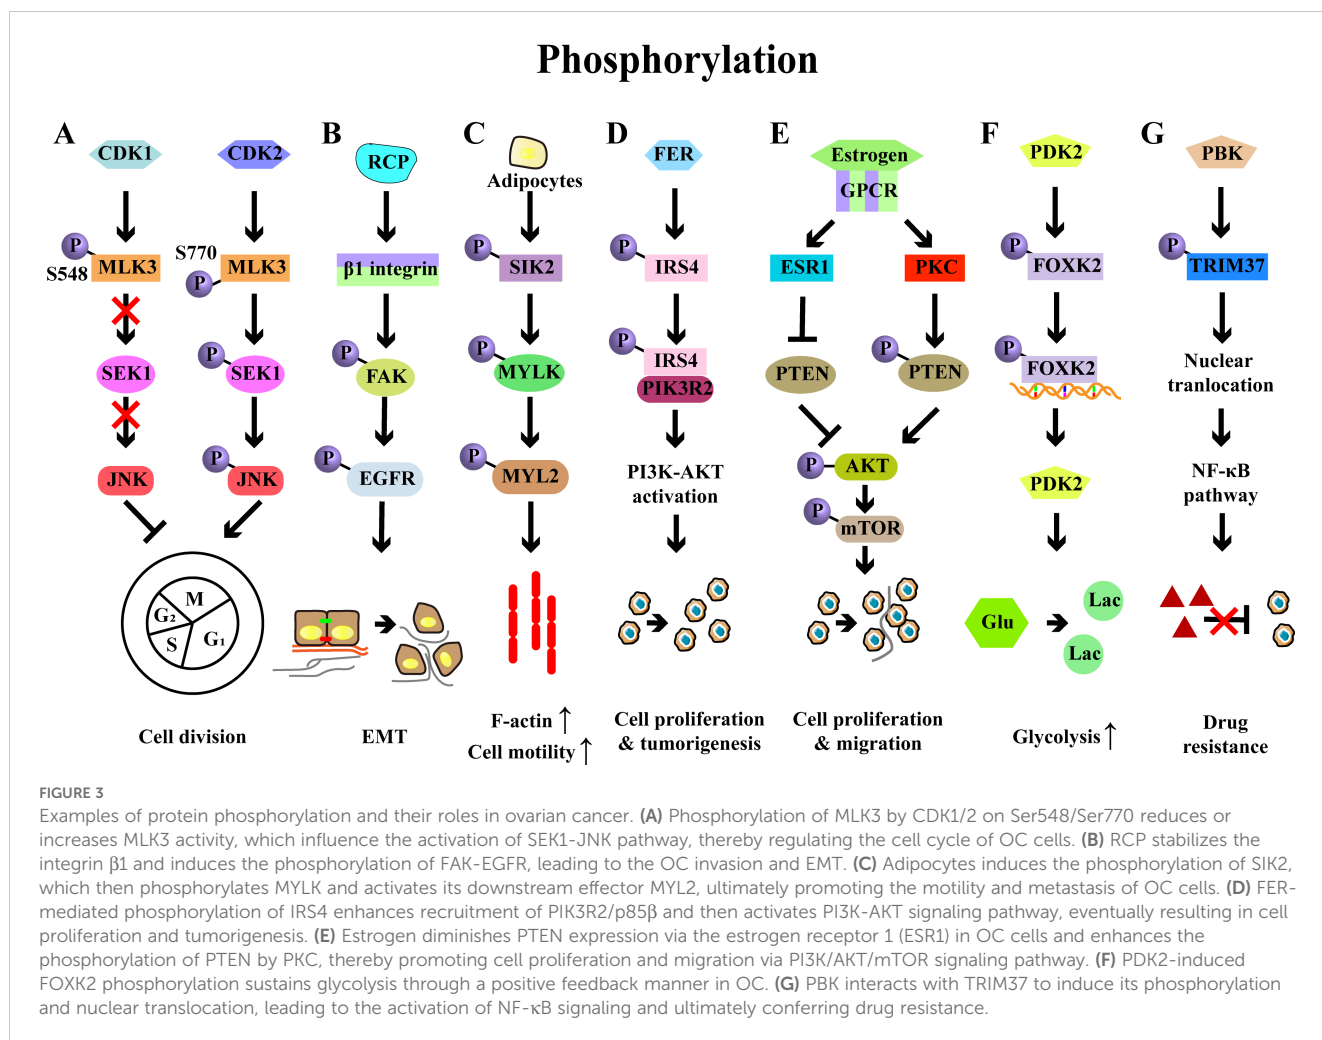 Phosphorylation
A
CDK1
CDK2
P
S548
MLK3
S770
P
MLK3
SEK1
P
SEK1
JNK
P
JNK
M
G₂
S
G₁
Cell division
B
RCP
β1 integrin
P
FAK
P
EGFR
EMT
C
Adipocytes
P
SIK2
P
MYLK
P
MYL2
F-actin ↑
Cell motility ↑
D
FER
P
IRS4
P
IRS4
PIK3R2
PI3K-AKT
activation
Cell proliferation
& tumorigenesis
E
Estrogen
GPCR
ESR1
PKC
PTEN
P
PTEN
P
AKT
P
mTOR
Cell proliferation
& migration
F
PDK2
P
FOXK2
P
FOXK2
PDK2
Glu
Lac
Lac
Glycolysis ↑
G
PBK
P
TRIM37
Nuclear
tranlocation
NF-κB
pathway
Drug
resistance
FIGURE 3
Examples of protein phosphorylation and their roles in ovarian cancer. (A) Phosphorylation of MLK3 by CDK1/2 on Ser548/Ser770 reduces or
increases MLK3 activity, which influence the activation of SEK1-JNK pathway, thereby regulating the cell cycle of OC cells. (B) RCP stabilizes the
integrin β1 and induces the phosphorylation of FAK-EGFR, leading to the OC invasion and EMT. (C) Adipocytes induces the phosphorylation of SIK2,
which then phosphorylates MYLK and activates its downstream effector MYL2, ultimately promoting the motility and metastasis of OC cells. (D) FER-
mediated phosphorylation of IRS4 enhances recruitment of PIK3R2/p85β and then activates PI3K-AKT signaling pathway, eventually resulting in cell
proliferation and tumorigenesis. (E) Estrogen diminishes PTEN expression via the estrogen receptor 1 (ESR1) in OC cells and enhances the
phosphorylation of PTEN by PKC, thereby promoting cell proliferation and migration via PI3K/AKT/mTOR signaling pathway. (F) PDK2-induced
FOXK2 phosphorylation sustains glycolysis through a positive feedback manner in OC. (G) PBK interacts with TRIM37 to induce its phosphorylation
and nuclear translocation, leading to the activation of NF-κB signaling and ultimately conferring drug resistance.